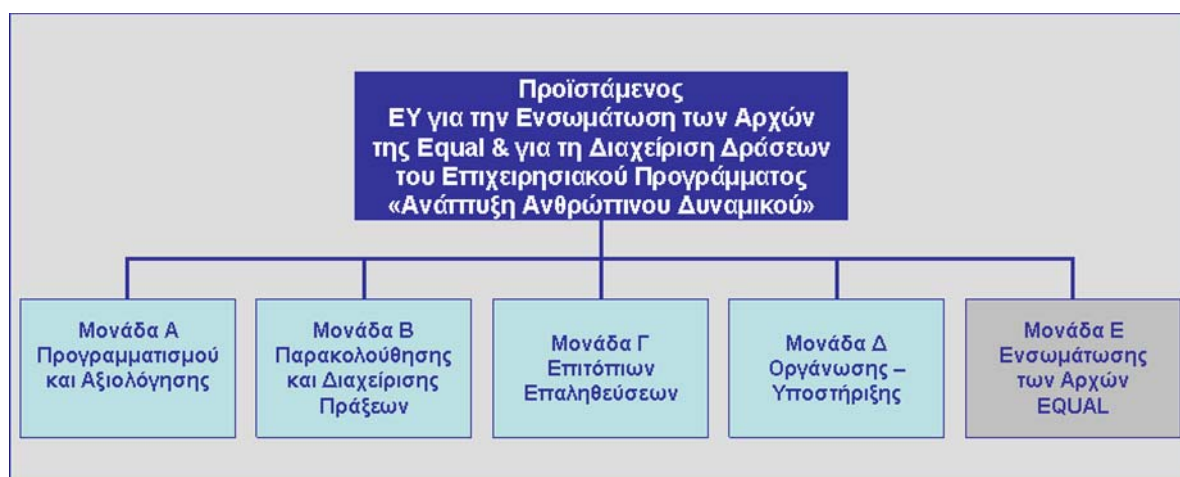 Προϊστάμενος
ΕΥ για την Ενσωμάτωση των Αρχών
της Equal & για τη Διαχείριση Δράσεων
του Επιχειρησιακού Προγράμματος
«Ανάπτυξη Ανθρώπινου Δυναμικού»
Μονάδα Α
Προγραμματισμού
και Αξιολόγησης
Μονάδα Β
Παρακολούθησης
και Διαχείρισης
Πράξεων
Μονάδα Γ
Επιτόπιων
Επαληθεύσεων
Μονάδα Δ
Οργάνωσης –
Υποστήριξης
Μονάδα Ε
Ενσωμάτωσης
των Αρχών
EQUAL